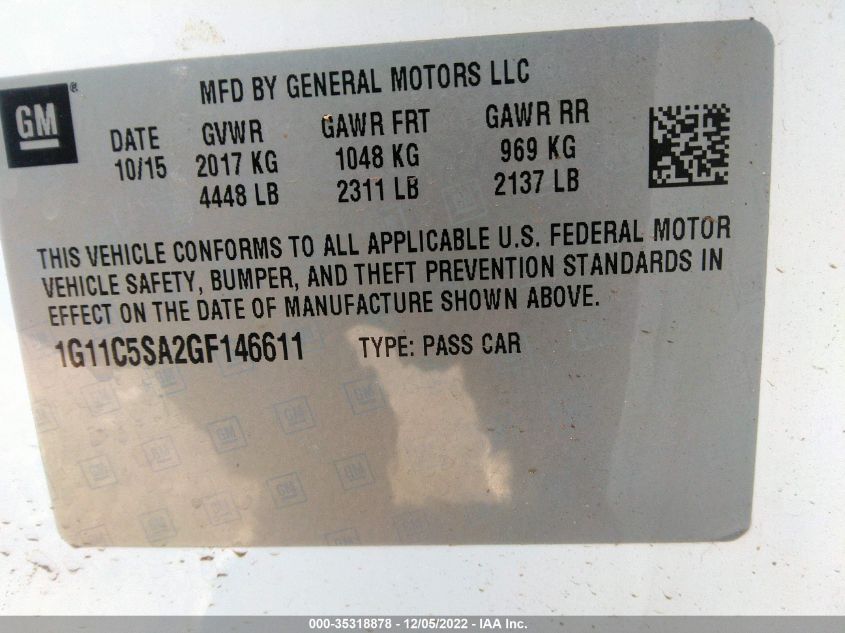 MFD BY GENERAL MOTORS LLC
GM®
DATE GVWR GAWR FRT GAWR RR
10/15 2017 KG 1048 KG 969 KG
4448 LB 2311 LB 2137 LB
THIS VEHICLE CONFORMS TO ALL APPLICABLE U.S. FEDERAL MOTOR
VEHICLE SAFETY, BUMPER, AND THEFT PREVENTION STANDARDS IN
EFFECT ON THE DATE OF MANUFACTURE SHOWN ABOVE.
1G11C5SA2GF146611 TYPE: PASS CAR
000-35318878 - 12/05/2022 - IAA Inc.